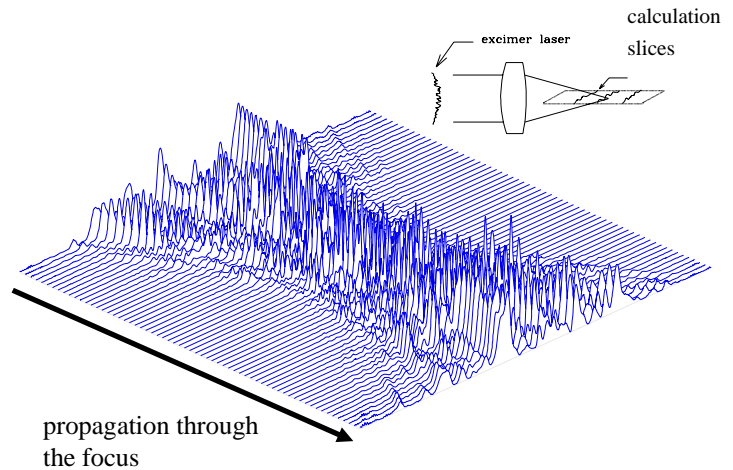 calculation
slices
excimer laser
propagation through
the focus